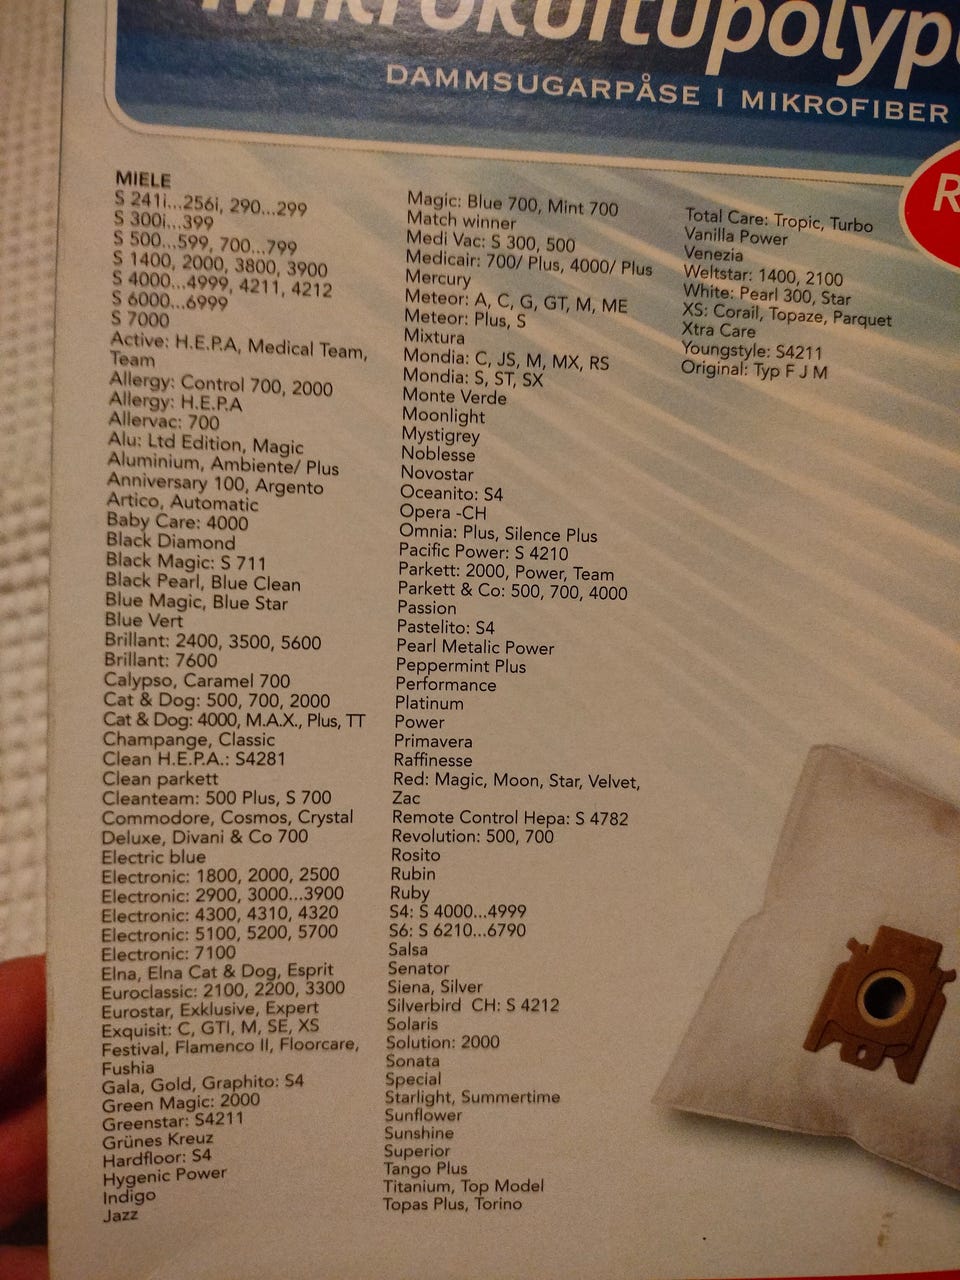 DAMMSUGARPÅSE I MIKROFIBER
MIELE
S 241i...256i, 290...299
S 300i...399
S 500...599, 700...799
S 1400, 2000, 3800, 3900
S 4000...4999, 4211, 4212
S 6000...6999
S 7000
Active: H.E.P.A, Medical Team,
Team
Allergy: Control 700, 2000
Allergy: H.E.P.A
Allervac: 700
Alu: Ltd Edition, Magic
Aluminium, Ambiente/ Plus
Anniversary 100, Argento
Artico, Automatic
Baby Care: 4000
Black Diamond
Black Magic: S 711
Black Pearl, Blue Clean
Blue Magic, Blue Star
Blue Vert
Brillant: 2400, 3500, 5600
Brillant: 7600
Calypso, Caramel 700
Cat & Dog: 500, 700, 2000
Cat & Dog: 4000, M.A.X., Plus, TT
Champange, Classic
Clean H.E.P.A.: S4281
Clean parkett
Cleanteam: 500 Plus, S 700
Commodore, Cosmos, Crystal
Deluxe, Divani & Co 700
Electric blue
Electronic: 1800, 2000, 2500
Electronic: 2900, 3000...3900
Electronic: 4300, 4310, 4320
Electronic: 5100, 5200, 5700
Electronic: 7100
Elna, Elna Cat & Dog, Esprit
Euroclassic: 2100, 2200, 3300
Eurostar, Exklusive, Expert
Exquisit: C, GTI, M, SE, XS
Festival, Flamenco II, Floorcare,
Fushia
Gala, Gold, Graphito: S4
Green Magic: 2000
Greenstar: S4211
Grünes Kreuz
Hardfloor: S4
Hygenic Power
Indigo
Jazz
Magic: Blue 700, Mint 700
Match winner
Medi Vac: S 300, 500
Medicair: 700/ Plus, 4000/ Plus
Mercury
Meteor: A, C, G, GT, M, ME
Meteor: Plus, S
Mixtura
Mondia: C, JS, M, MX, RS
Mondia: S, ST, SX
Monte Verde
Moonlight
Mystigrey
Noblesse
Novostar
Oceanito: S4
Opera -CH
Omnia: Plus, Silence Plus
Pacific Power: S 4210
Parkett: 2000, Power, Team
Parkett & Co: 500, 700, 4000
Passion
Pastelito: S4
Pearl Metalic Power
Peppermint Plus
Performance
Platinum
Power
Primavera
Raffinesse
Red: Magic, Moon, Star, Velvet,
Zac
Remote Control Hepa: S 4782
Revolution: 500, 700
Rosito
Rubin
Ruby
S4: S 4000...4999
S6: S 6210...6790
Salsa
Senator
Siena, Silver
Silverbird CH: S 4212
Solaris
Solution: 2000
Sonata
Special
Starlight, Summertime
Sunflower
Sunshine
Superior
Tango Plus
Titanium, Top Model
Topas Plus, Torino
Total Care: Tropic, Turbo
Vanilla Power
Venezia
Weltstar: 1400, 2100
White: Pearl 300, Star
XS: Corail, Topaze, Parquet
Xtra Care
Youngstyle: S4211
Original: Typ F J M